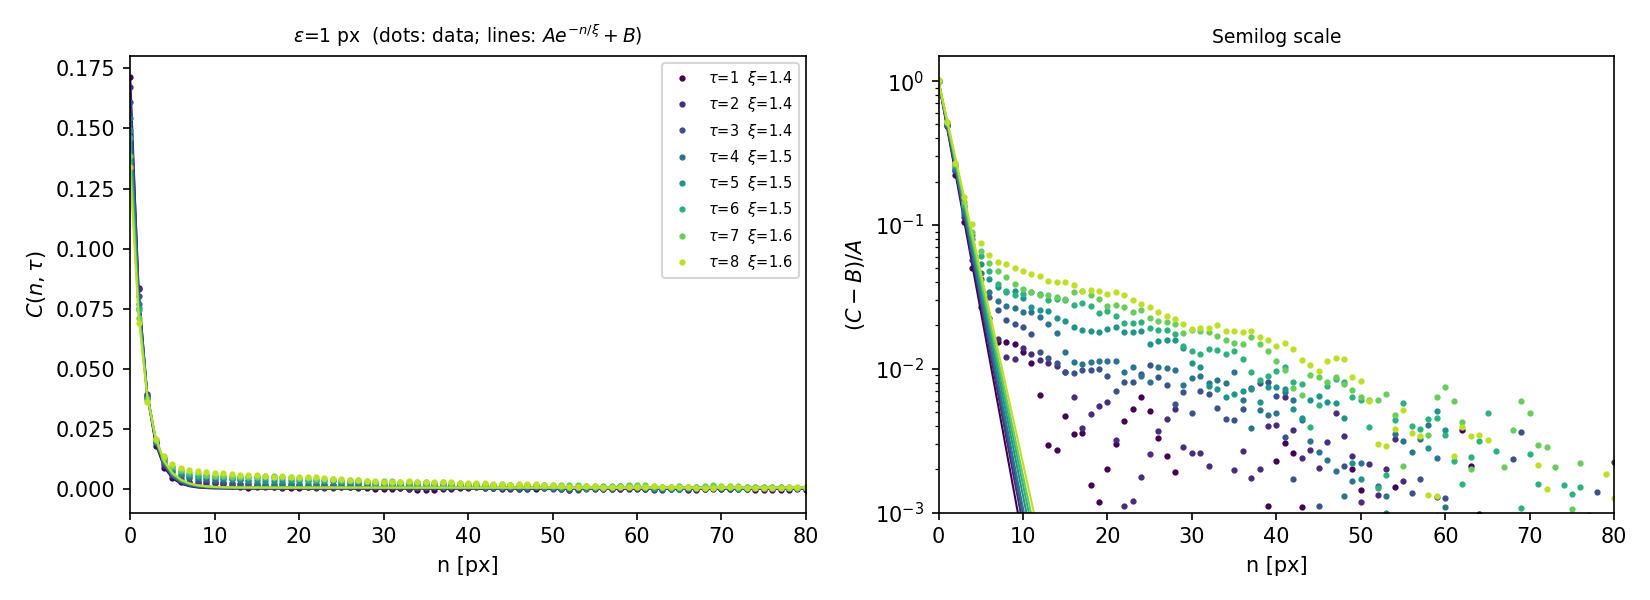 ε=1 px  (dots: data; lines: Ae^{−n/ξ} + B)
0.175
0.150
0.125
0.100
0.075
0.050
0.025
0.000
C(n, τ)
τ=1  ξ=1.4
τ=2  ξ=1.4
τ=3  ξ=1.4
τ=4  ξ=1.5
τ=5  ξ=1.5
τ=6  ξ=1.5
τ=7  ξ=1.6
τ=8  ξ=1.6
0 10 20 30 40 50 60 70 80
n [px]
Semilog scale
10^0
10^{−1}
10^{−2}
10^{−3}
(C − B)/A
0 10 20 30 40 50 60 70 80
n [px]